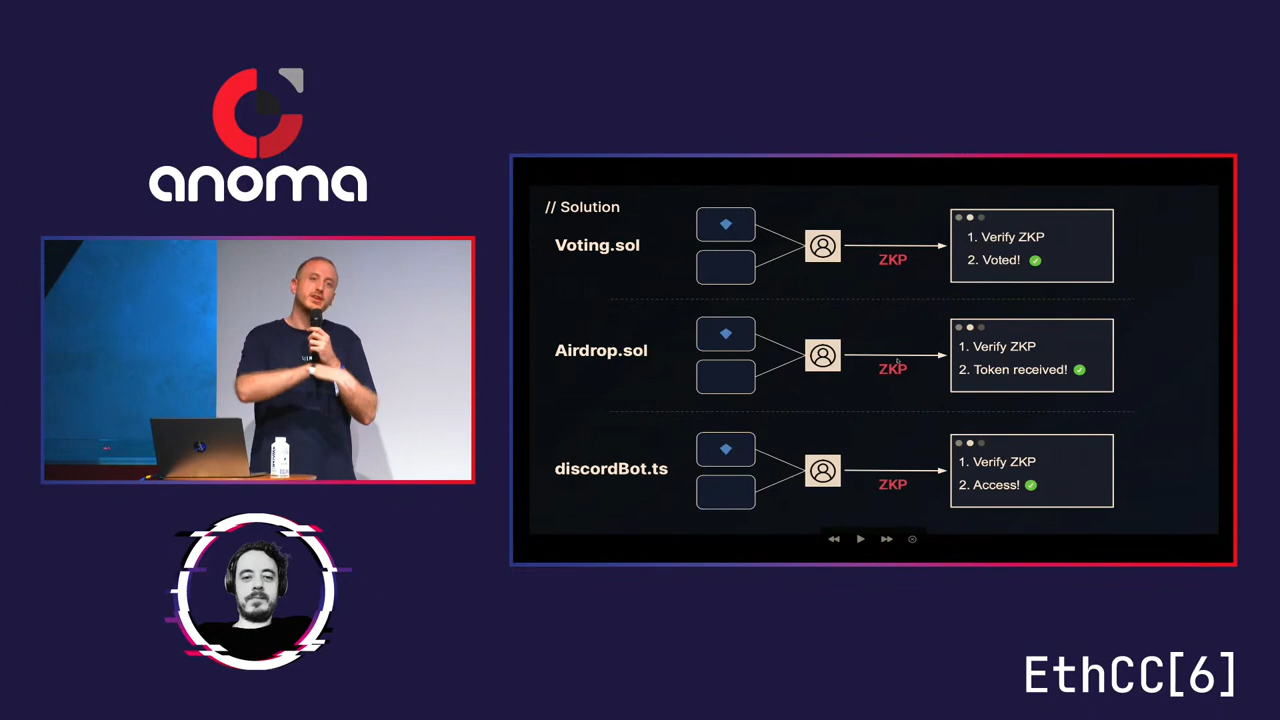 anoma
// Solution
Voting.sol
ZKP
1. Verify ZKP
2. Voted!
Airdrop.sol
ZKP
1. Verify ZKP
2. Token received!
discordBot.ts
ZKP
1. Verify ZKP
2. Access!
EthCC[6]